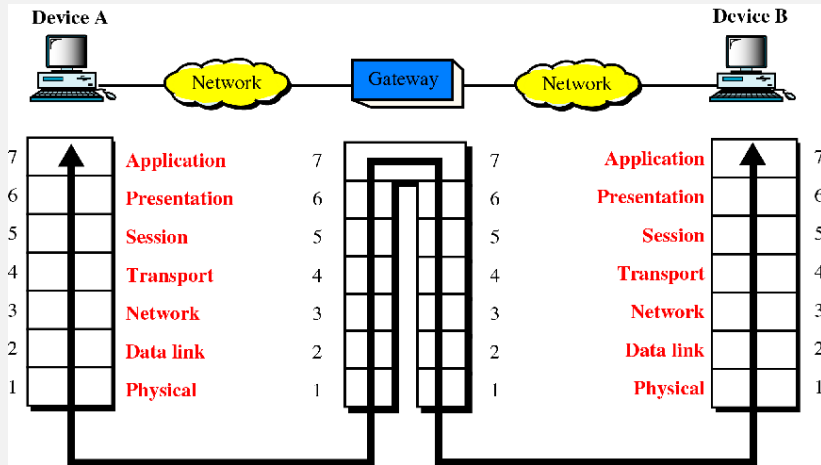 Device A Device B
Network Gateway Network
7 Application 7 7 Application 7
6 Presentation 6 6 Presentation 6
5 Session 5 5 Session 5
4 Transport 4 4 Transport 4
3 Network 3 3 Network 3
2 Data link 2 2 Data link 2
1 Physical 1 1 Physical 1